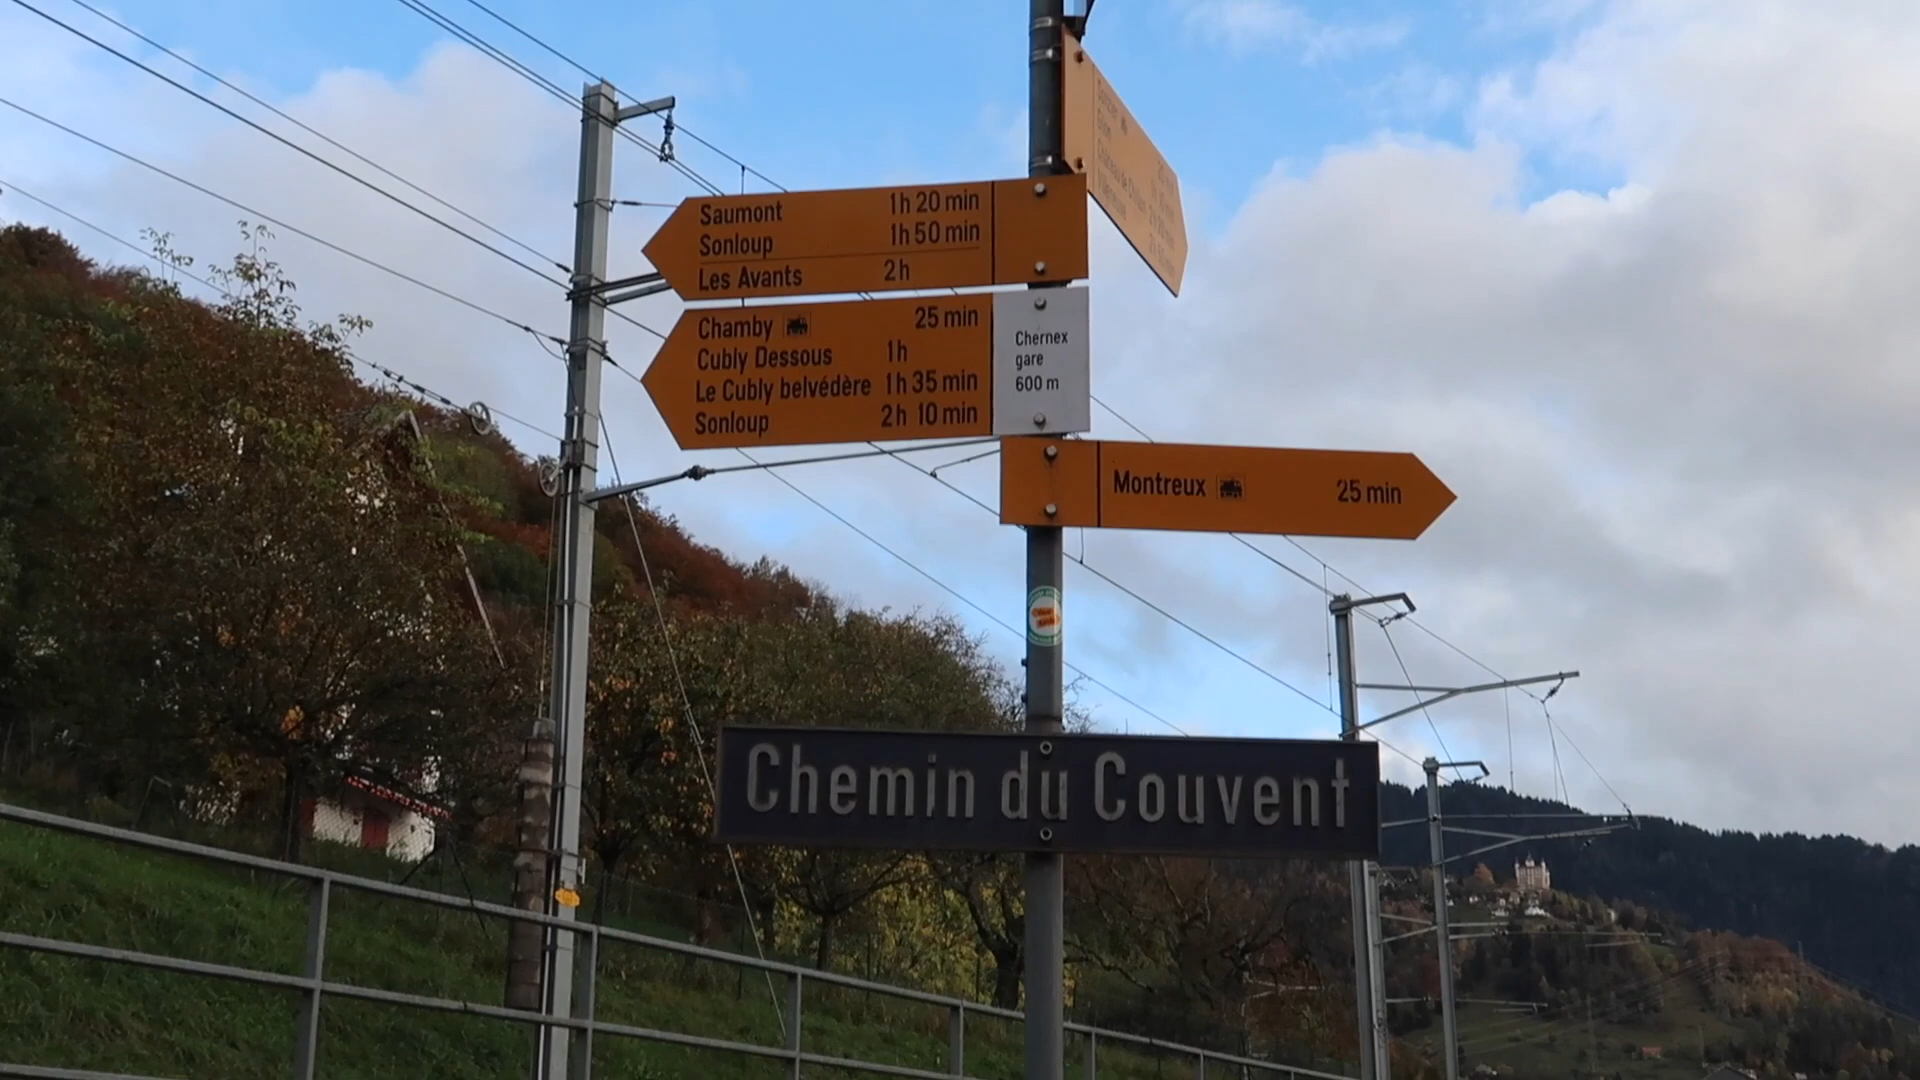 Saumont 1h 20 min
Sonloup 1h 50 min
Les Avants 2h
Chamby 25 min
Cubly Dessous 1h
Le Cubly belvédère 1h 35 min
Sonloup 2h 10 min
Chernex
gare
600 m
Montreux 25 min
Chemin du Couvent